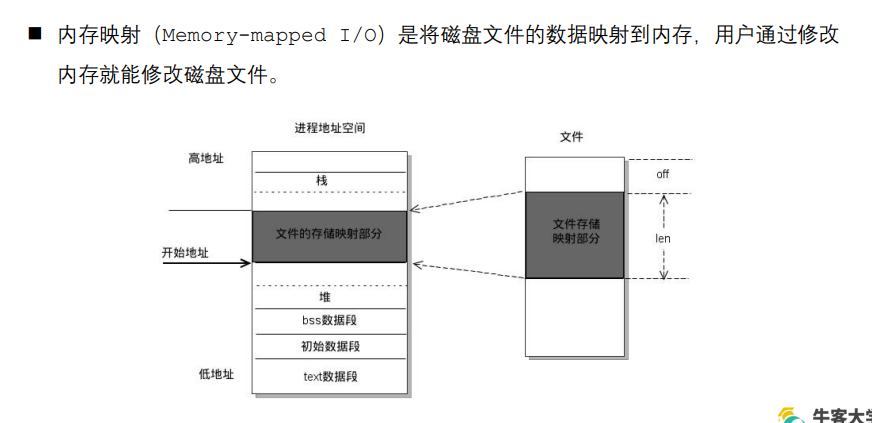 ■ 内存映射（Memory-mapped I/O）是将磁盘文件的数据映射到内存，用户通过修改
内存就能修改磁盘文件。
进程地址空间
文件
高地址
off
栈
文件的存储映射部分
文件存储
映射部分
len
开始地址
堆
bss数据段
初始数据段
低地址
text数据段
牛客大学